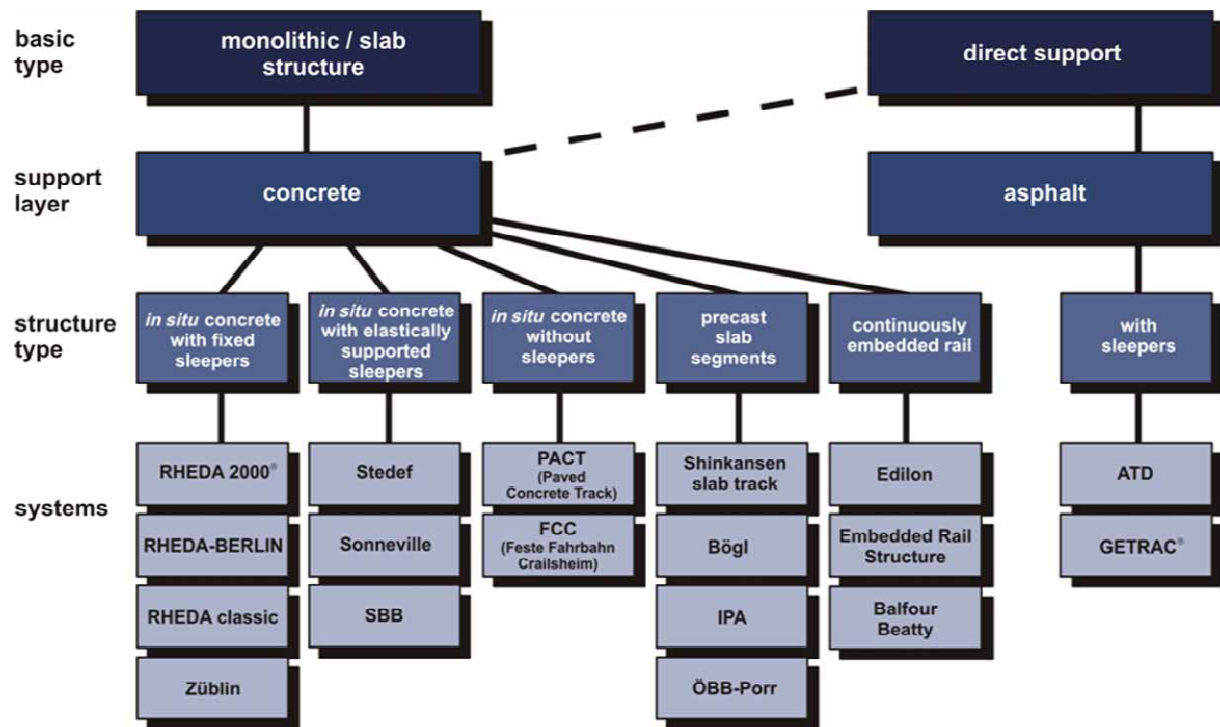 basic
type
monolithic / slab
structure
direct support
support
layer
concrete
asphalt
structure
type
in situ concrete
with fixed
sleepers
in situ concrete
with elastically
supported
sleepers
in situ concrete
without
sleepers
precast
slab
segments
continuously
embedded rail
with
sleepers
systems
RHEDA 2000®
RHEDA-BERLIN
RHEDA classic
Züblin
Stedef
Sonneville
SBB
PACT
(Paved
Concrete Track)
FCC
(Feste Fahrbahn
Crailsheim)
Shinkansen
slab track
Bögl
IPA
ÖBB-Porr
Edilon
Embedded Rail
Structure
Balfour
Beatty
ATD
GETRAC®